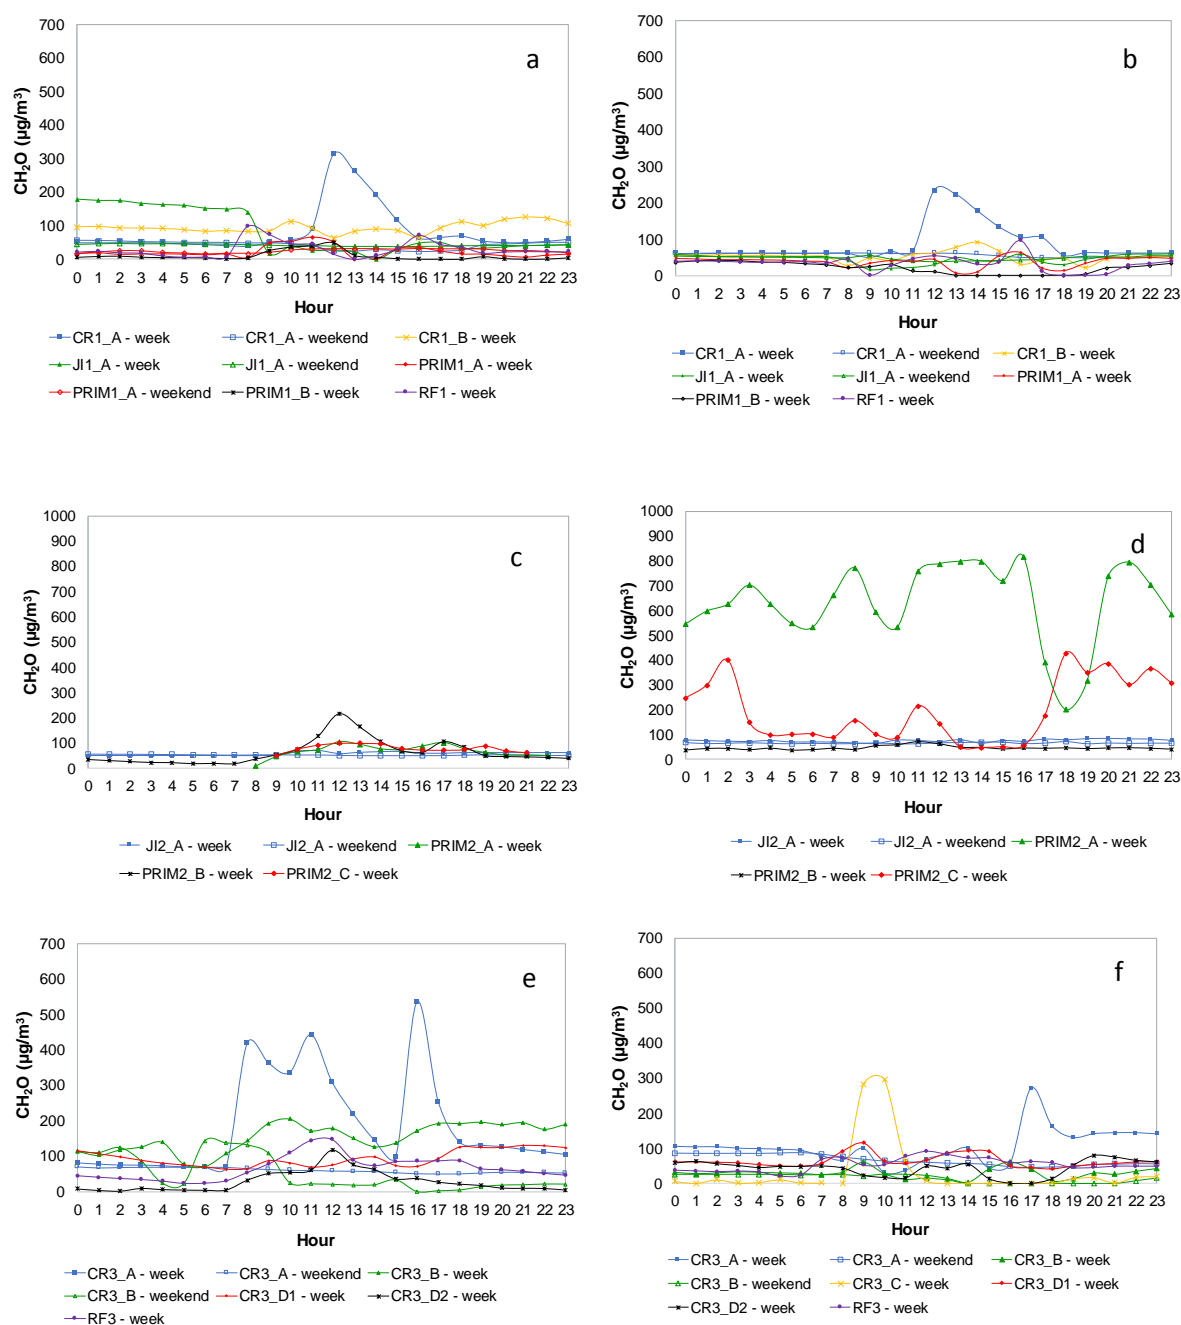 a
CH₂O (µg/m³)
700
600
500
400
300
200
100
0
0 1 2 3 4 5 6 7 8 9 10 11 12 13 14 15 16 17 18 19 20 21 22 23
Hour
CR1_A - week CR1_A - weekend CR1_B - week
JI1_A - week JI1_A - weekend PRIM1_A - week
PRIM1_A - weekend PRIM1_B - week RF1 - week
b
CH₂O (µg/m³)
700
600
500
400
300
200
100
0
0 1 2 3 4 5 6 7 8 9 10 11 12 13 14 15 16 17 18 19 20 21 22 23
Hour
CR1_A - week CR1_A - weekend CR1_B - week
JI1_A - week JI1_A - weekend PRIM1_A - week
PRIM1_B - week RF1 - week
c
CH₂O (µg/m³)
1000
900
800
700
600
500
400
300
200
100
0
0 1 2 3 4 5 6 7 8 9 10 11 12 13 14 15 16 17 18 19 20 21 22 23
Hour
JI2_A - week JI2_A - weekend PRIM2_A - week
PRIM2_B - week PRIM2_C - week
d
CH₂O (µg/m³)
1000
900
800
700
600
500
400
300
200
100
0
0 1 2 3 4 5 6 7 8 9 10 11 12 13 14 15 16 17 18 19 20 21 22 23
Hour
JI2_A - week JI2_A - weekend PRIM2_A - week
PRIM2_B - week PRIM2_C - week
e
CH₂O (µg/m³)
700
600
500
400
300
200
100
0
0 1 2 3 4 5 6 7 8 9 10 11 12 13 14 15 16 17 18 19 20 21 22 23
Hour
CR3_A - week CR3_A - weekend CR3_B - week
CR3_B - weekend CR3_D1 - week CR3_D2 - week
RF3 - week
f
CH₂O (µg/m³)
700
600
500
400
300
200
100
0
0 1 2 3 4 5 6 7 8 9 10 11 12 13 14 15 16 17 18 19 20 21 22 23
Hour
CR3_A - week CR3_A - weekend CR3_B - week
CR3_B - weekend CR3_C - week CR3_D1 - week
CR3_D2 - week RF3 - week